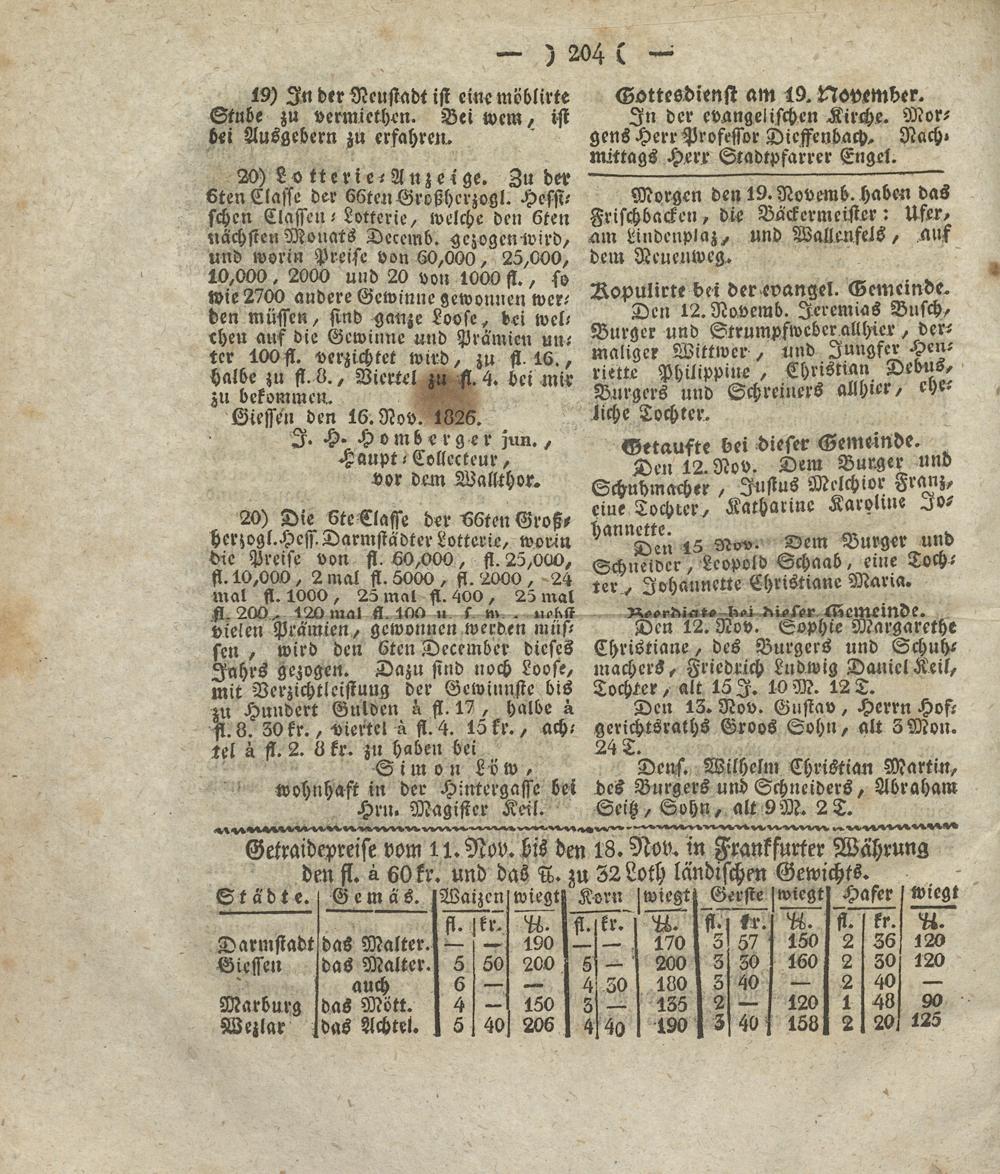 — ) 204 ( —
19) In der Neustadt ist eine möblirte
Stube zu vermiethen. Bei wem, ist
bei Ausgebern zu erfahren.
20) Lotterie-Anzeige. Zu der
6ten Classe der 66ten Großherzogl. Hessi-
schen Classen-Lotterie, welche den 6ten
nächsten Monats Decemb. gezogen wird,
und worin Preise von 60,000, 25,000,
10,000, 2000 und 20 von 1000 fl., so
wie 2700 andere Gewinne gewonnen wer-
den müssen, sind ganze Loose, bei wel-
chen auf die Gewinne und Prämien un-
ter 100 fl. verzichtet wird, zu fl. 16.,
halbe zu fl. 8., Viertel zu fl. 4. bei mir
zu bekommen.
Giessen den 16. Nov. 1826.
J. H. Homberger jun.,
Haupt-Collecteur,
vor dem Wallthor.
20) Die 6te Classe der 66ten Groß-
herzogl. Hess. Darmstädter Lotterie, worin
die Preise von fl. 60,000, fl. 25,000,
fl. 10,000, 2 mal fl. 5000, fl. 2000, 24
mal fl. 1000, 25 mal fl. 400, 25 mal
fl. 200, 120 mal fl. 100 u. s. w., nebst
vielen Prämien, gewonnen werden müs-
sen, wird den 6ten December dieses
Jahrs gezogen. Dazu sind noch Loose,
mit Verzichtleistung der Gewinnste bis
zu Hundert Gulden à fl. 17, halbe à
fl. 8. 30 kr., viertel à fl. 4. 15 kr., ach-
tel à fl. 2. 8 kr. zu haben bei
Simon Löw,
wohnhaft in der Hintergasse bei
Hrn. Magister Keil.
Gottesdienst am 19. November.
In der evangelischen Kirche. Mor-
gens Herr Professor Dieffenbach. Nach-
mittags Herr Stadtpfarrer Engel.
Morgen den 19. Novemb. haben das
Frischbacken, die Bäckermeister: Ufer,
am Lindenplaz, und Wallenfels, auf
dem Neuenweg.
Kopulirte bei der evangel. Gemeinde.
Den 12. Novemb. Jeremias Busch,
Burger und Strumpfweber allhier, der-
maliger Wittwer, und Jungfer Hen-
riette Philippine, Christian Debus,
Burgers und Schreiners allhier, ehe-
liche Tochter.
Getaufte bei dieser Gemeinde.
Den 12. Nov. Dem Burger und
Schuhmacher, Justus Melchior Franz,
eine Tochter, Katharine Karoline Jo-
hannette.
Den 15 Nov. Dem Burger und
Schneider, Leopold Schaab, eine Toch-
ter, Johannette Christiane Maria.
Beerdigte bei dieser Gemeinde.
Den 12. Nov. Sophie Margarethe
Christiane, des Burgers und Schuh-
machers, Friedrich Ludwig Daniel Keil,
Tochter, alt 15 J. 10 M. 12 T.
Den 13. Nov. Gustav, Herrn Hof-
gerichtsraths Groos Sohn, alt 3 Mon.
24 T.
Dens. Wilhelm Christian Martin,
des Burgers und Schneiders, Abraham
Seitz, Sohn, alt 9 M. 2 T.
Getraidepreise vom 11. Nov. bis den 18. Nov. in Frankfurter Währung
den fl. à 60 kr. und das ℔. zu 32 Loth ländischen Gewichts.
Städte. Gemäs. Waizen wiegt Korn wiegt Gerste wiegt Hafer wiegt
fl. kr. ℔. fl. kr. ℔. fl. kr. ℔. fl. kr. ℔.
Darmstadt das Malter. — — 190 — — 170 3 57 150 2 36 120
Giessen das Malter. 5 50 200 5 — 200 3 30 160 2 30 120
auch 6 — — 4 30 180 3 40 — 2 40 —
Marburg das Mött. 4 — 150 3 — 135 2 — 120 1 48 90
Wezlar das Achtel. 5 40 206 4 40 190 3 40 158 2 20 125